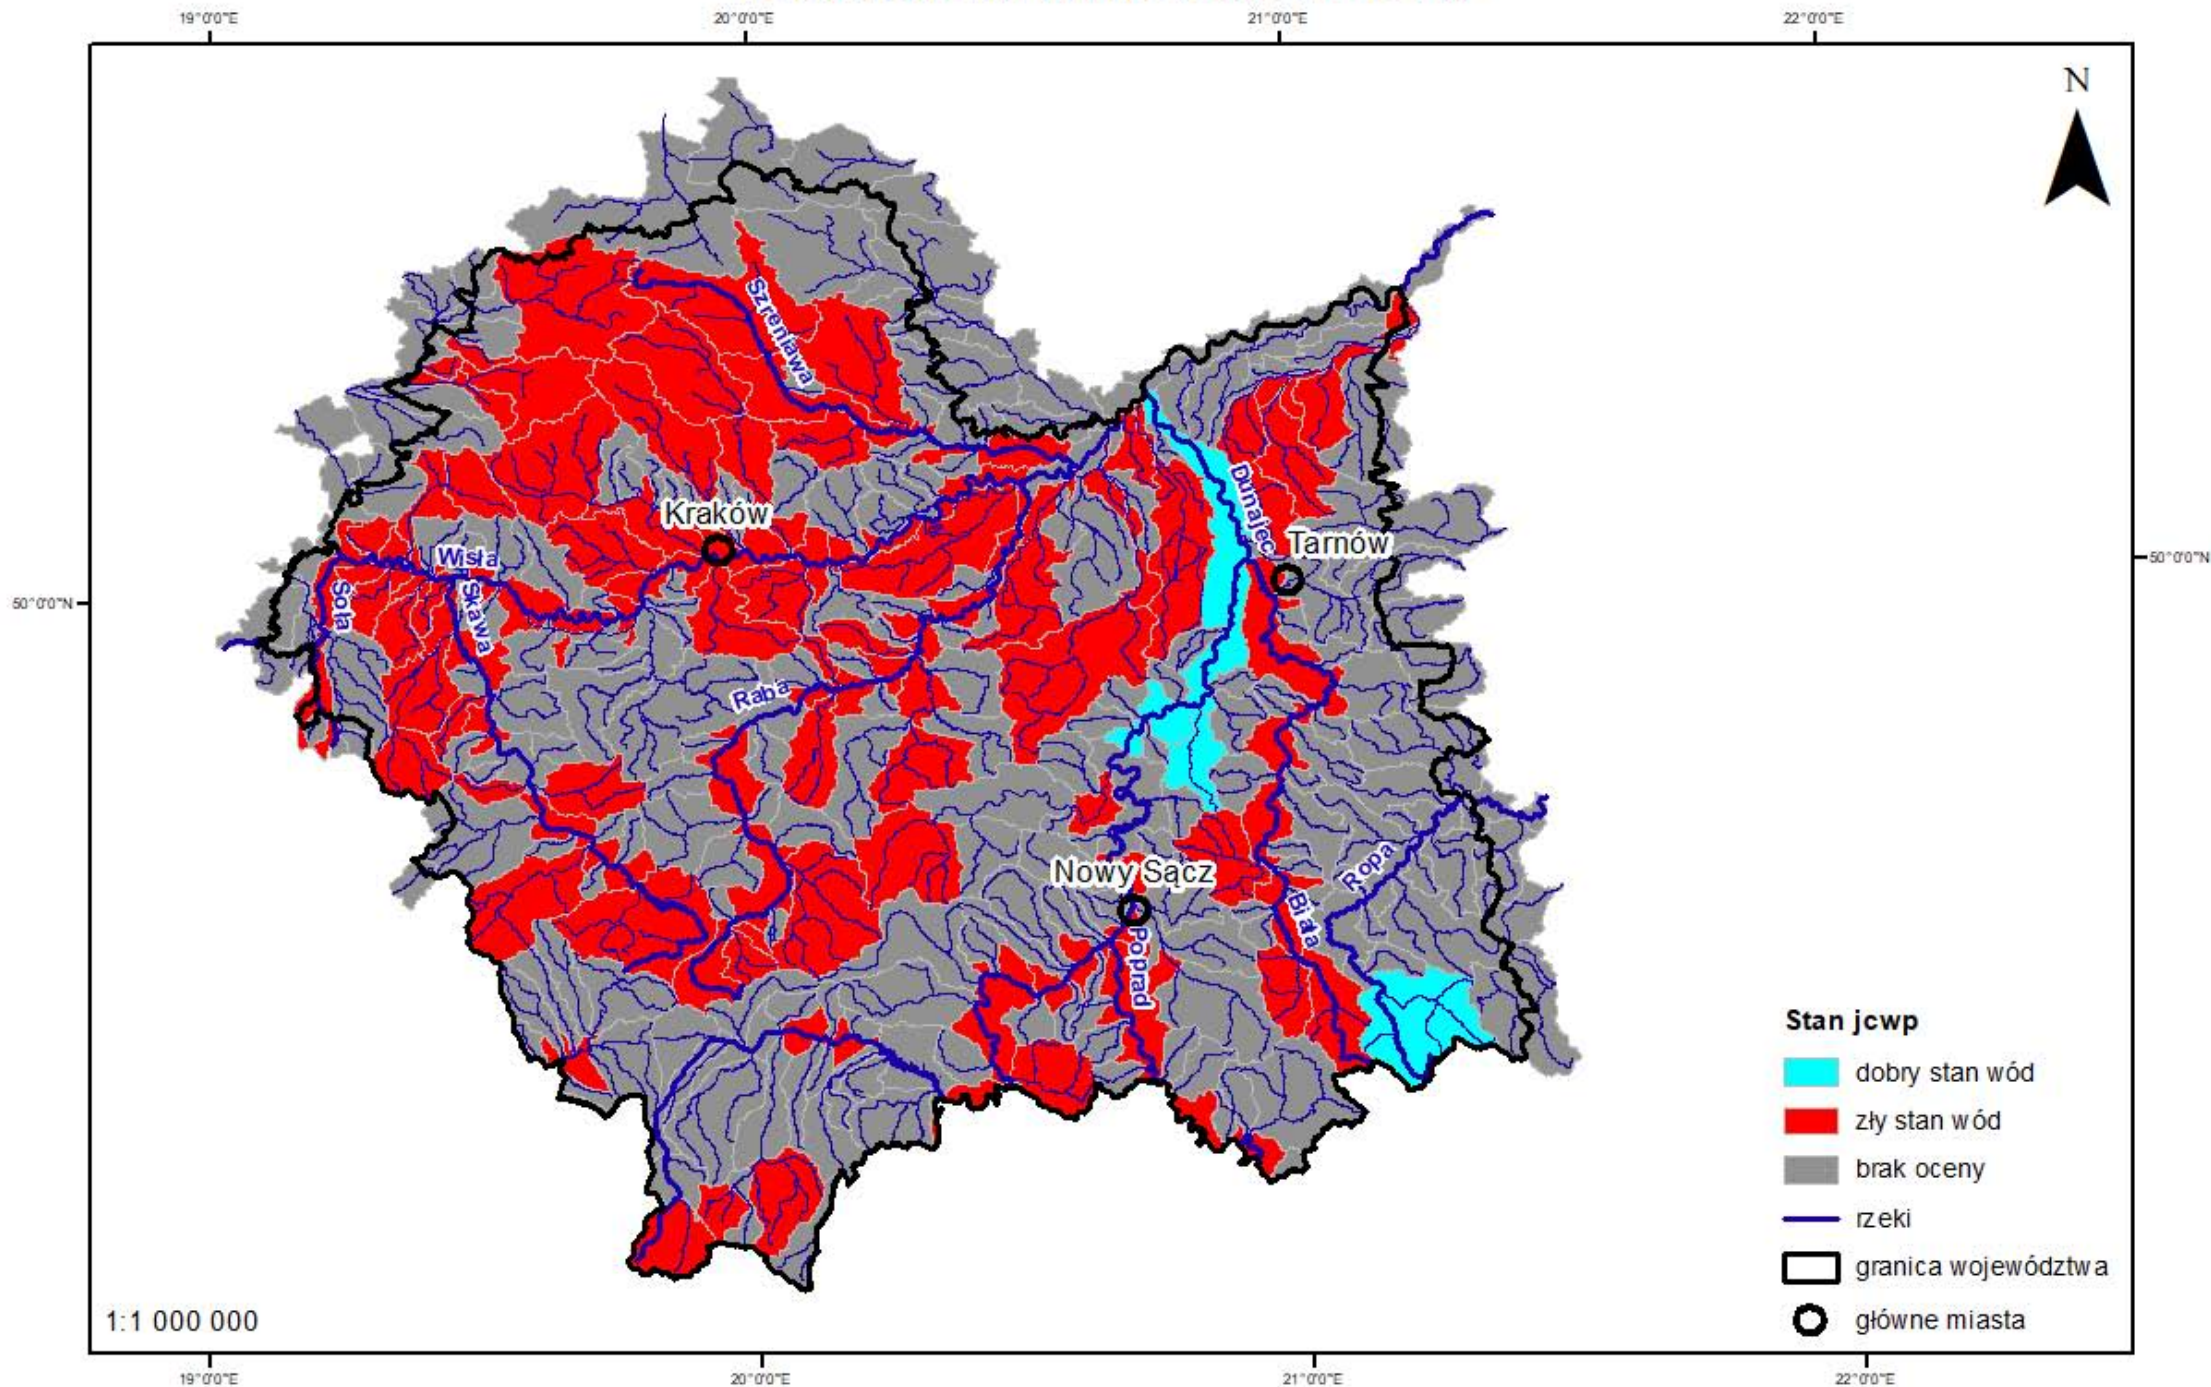 19°0'0"E 20°0'0"E 21°0'0"E 22°0'0"E
N
Szreniawa
Dunajec
Kraków
Tarnów
Wisła
50°0'0"N
Soła
Skawa
50°0'0"N
Raba
Nowy Sącz
Ropa
Biała
Poprad
Stan jcwp
dobry stan wód
zły stan wód
brak oceny
rzeki
granica województwa
główne miasta
1:1 000 000
19°0'0"E 20°0'0"E 21°0'0"E 22°0'0"E